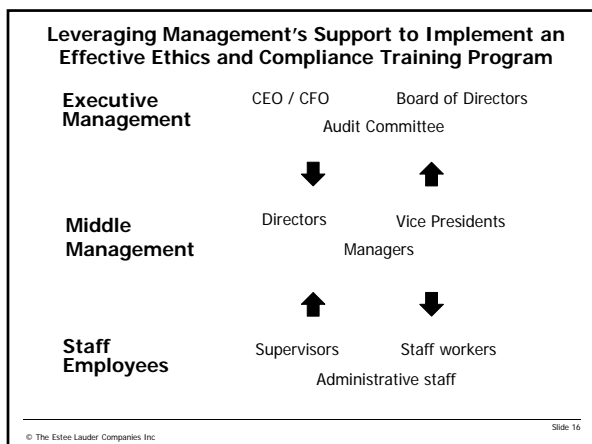 Leveraging Management's Support to Implement an
Effective Ethics and Compliance Training Program
Executive
Management
CEO / CFO
Board of Directors
Audit Committee
Middle
Management
Directors
Vice Presidents
Managers
Staff
Employees
Supervisors
Staff workers
Administrative staff
Slide 16
© The Estee Lauder Companies Inc